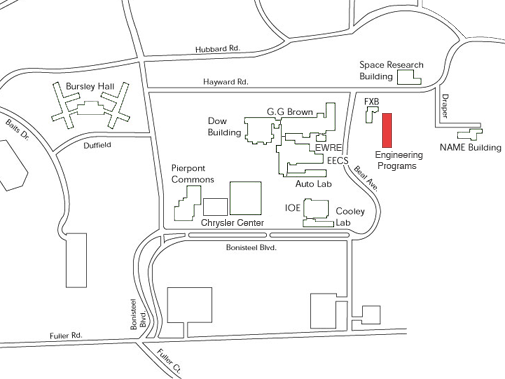 Hubbard Rd.
Space Research
Building
Hayward Rd.
Bursley Hall
FXB
Draper
G.G Brown
Dow
Building
Bates Dr.
Duffield
EWRE
EECS
NAME Building
Engineering
Programs
Pierpont
Commons
Auto Lab
Beal Ave.
IOE
Cooley
Lab
Chrysler Center
Bonisteel Blvd.
Bonisteel
Blvd.
Fuller Rd.
Fuller Ct.